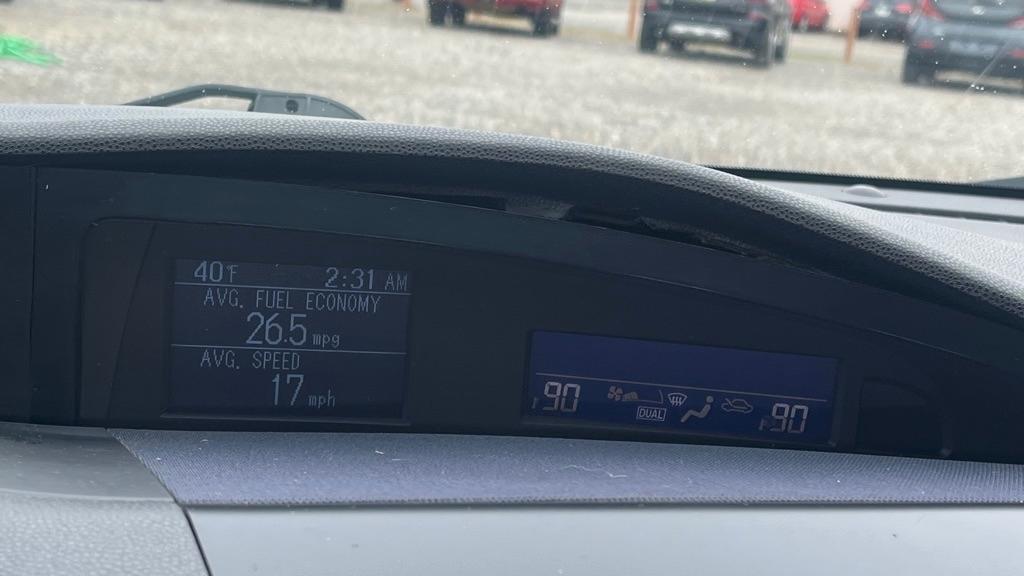 40°F 2:31 AM
AVG. FUEL ECONOMY
26.5 mpg
AVG. SPEED
17 mph
F 90 DUAL F 90